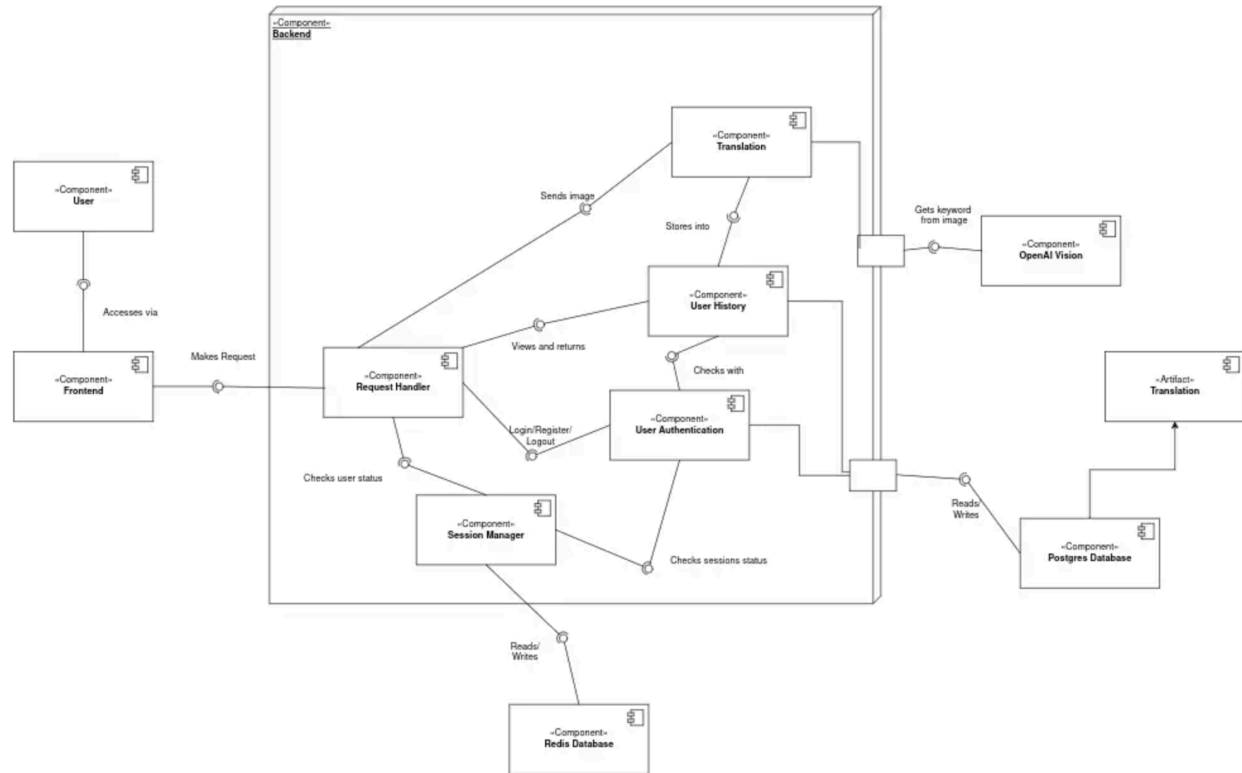 «Component»
Backend
«Component»
Translation
«Component»
User
Sends image
Gets keyword
from image
Stores into
«Component»
OpenAI Vision
«Component»
User History
Accesses via
Views and returns
Makes Request
«Component»
Frontend
«Component»
Request Handler
Checks with
«Artifact»
Translation
«Component»
User Authentication
Login/Register/
Logout
Checks user status
Reads/
Writes
«Component»
Session Manager
«Component»
Postgres Database
Checks sessions status
Reads/
Writes
«Component»
Redis Database